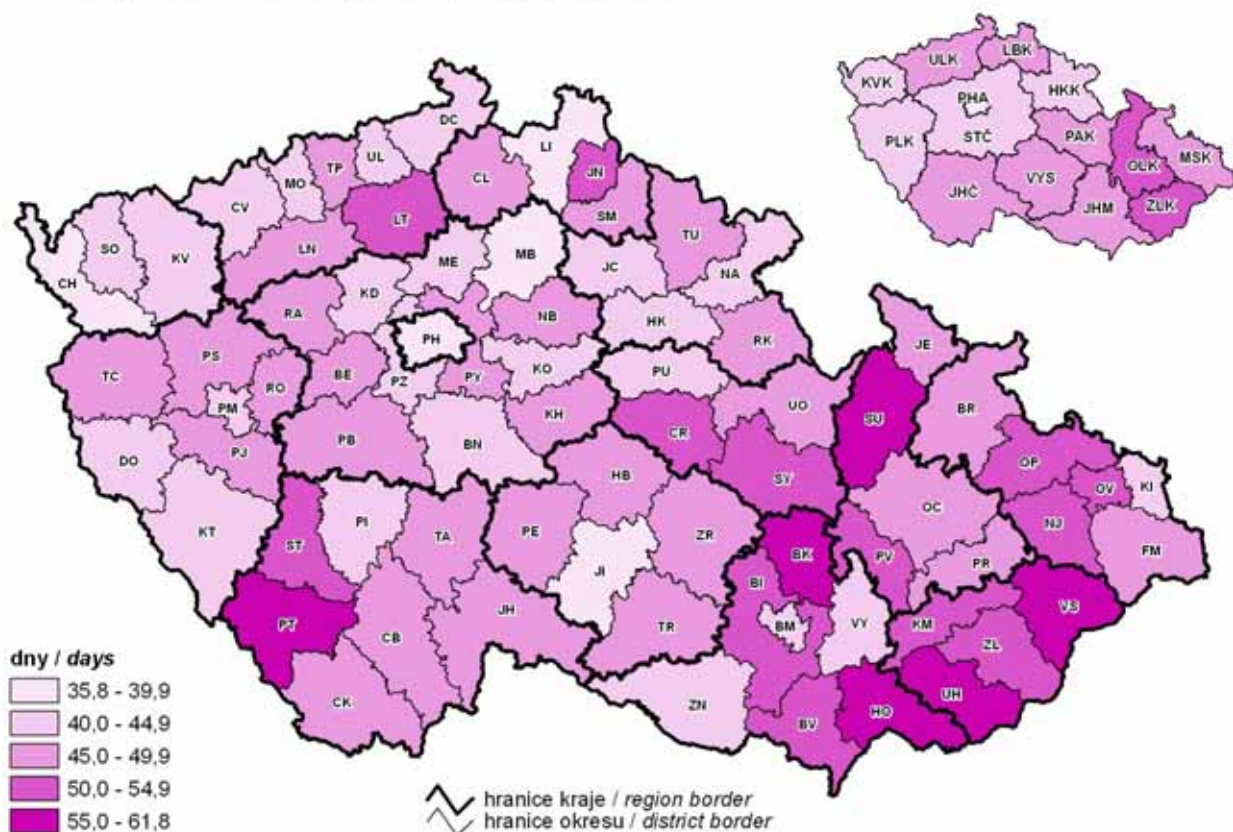 ULK
LBK
KVK
PHA
HKK
STČ
PLK
PAK
OLK
MSK
VYS
JHČ
JHM
ZLK
DC
LI
UL
TP
MO
JN
CL
CV
LT
SM
SO
KV
LN
TU
ME
MB
JC
NA
CH
KD
RA
NB
HK
PH
RK
JE
PS
TC
RO
BE
PZ
PY
KO
PU
PM
UO
BR
SU
KH
CR
PB
BN
DO
PJ
HB
SY
OP
OV
KI
OC
NJ
KT
ST
PI
TA
PE
ZR
BK
PV
PR
FM
JI
BI
VS
PT
CB
JH
TR
BM
VY
KM
ZL
CK
ZN
BV
HO
UH
dny / days
35,8 - 39,9
40,0 - 44,9
45,0 - 49,9
50,0 - 54,9
55,0 - 61,8
hranice kraje / region border
hranice okresu / district border